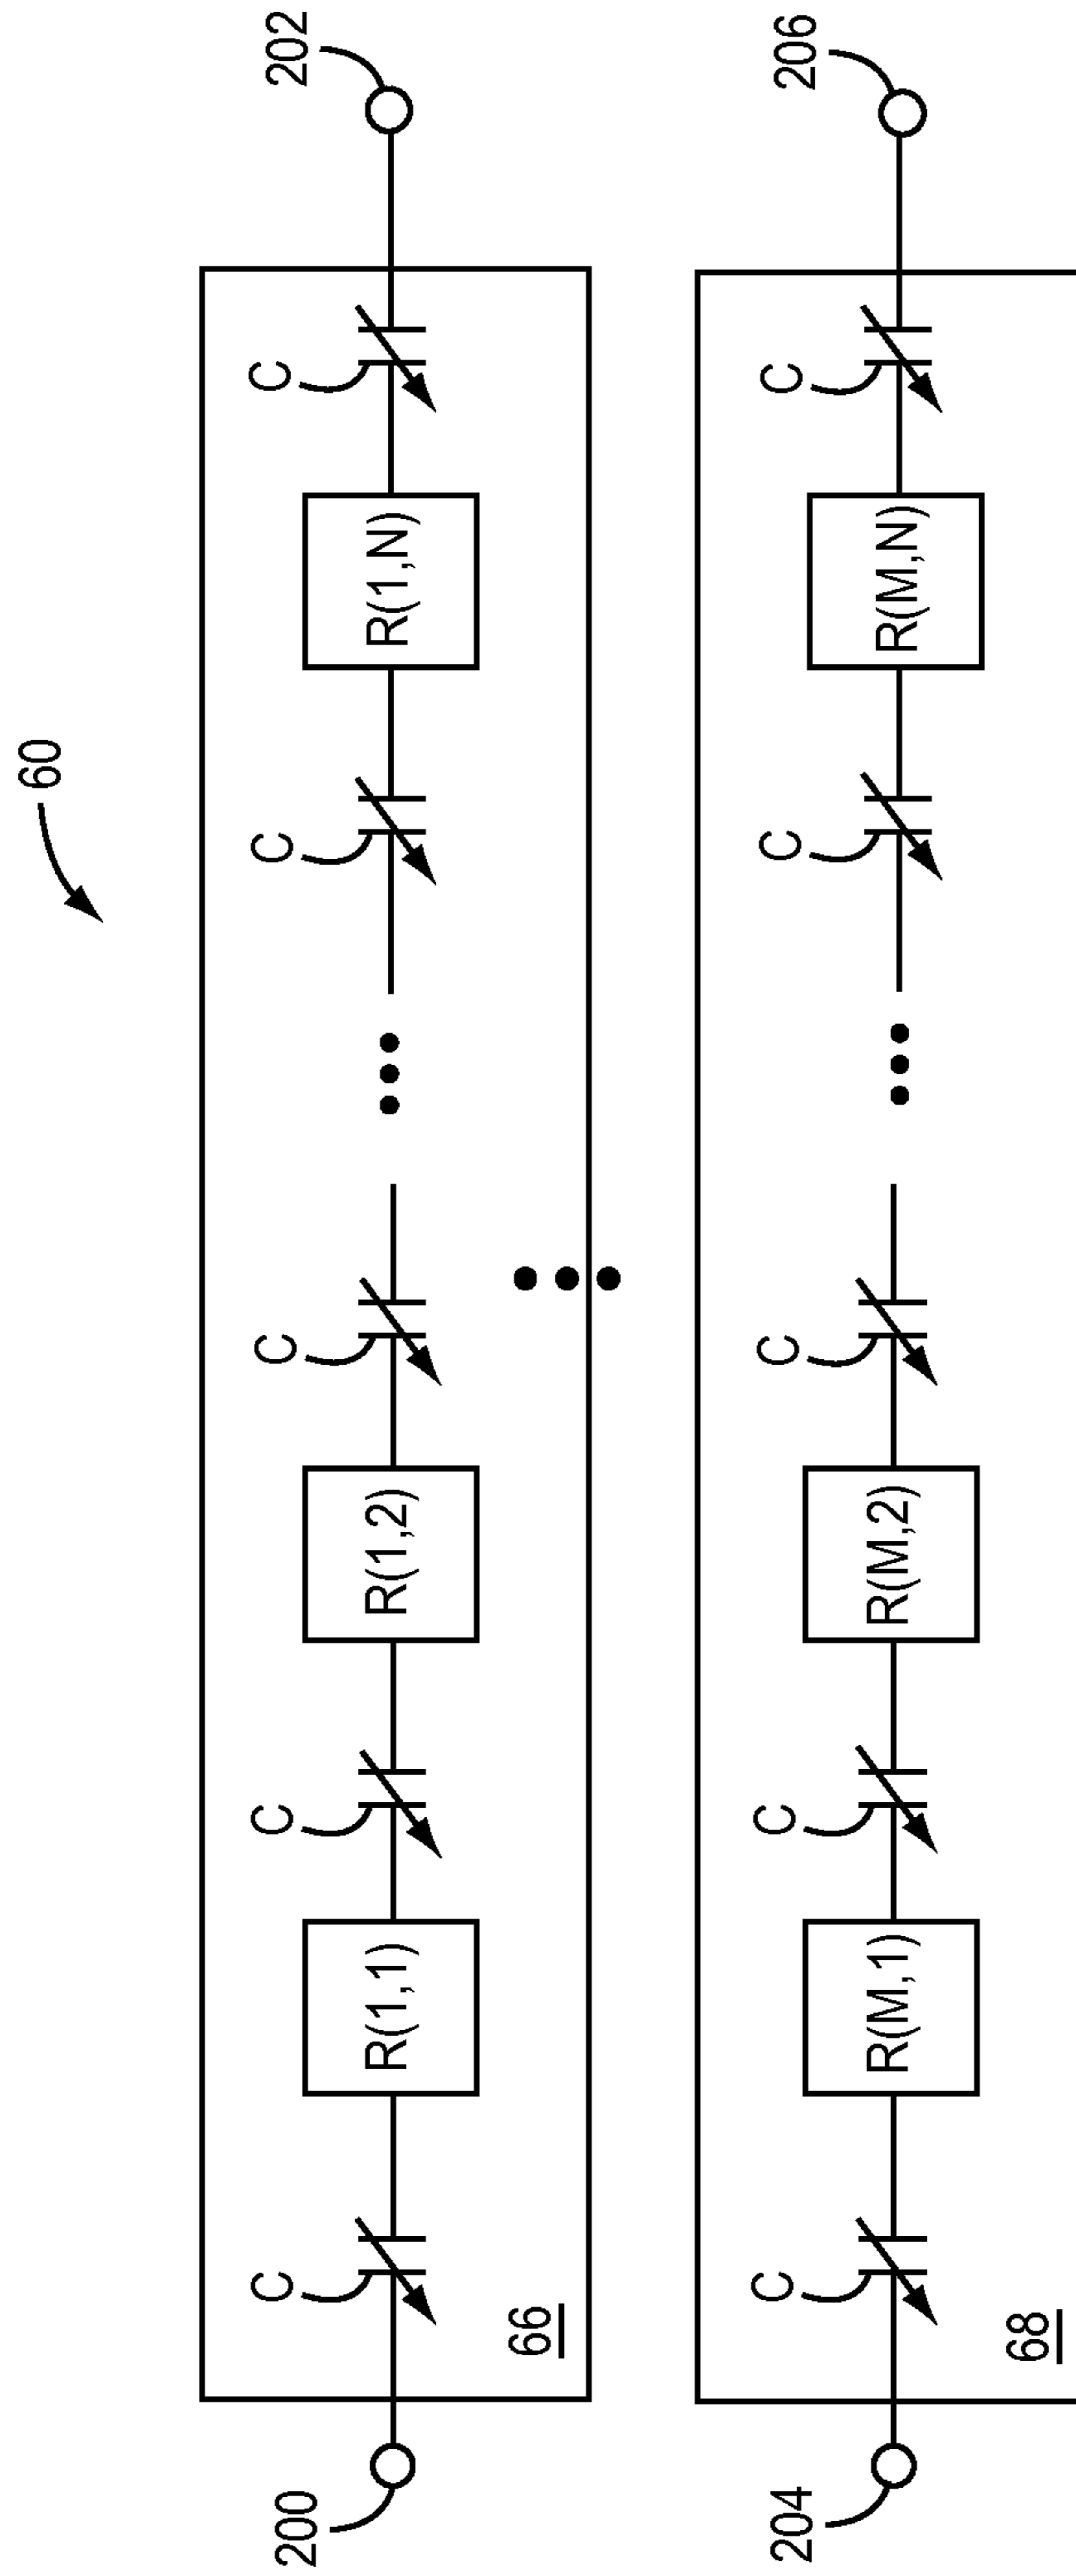 60
C
C
C
C
C
200
R(1,1)
R(1,2)
R(1,N)
202
66
C
C
C
C
C
204
R(M,1)
R(M,2)
R(M,N)
206
68